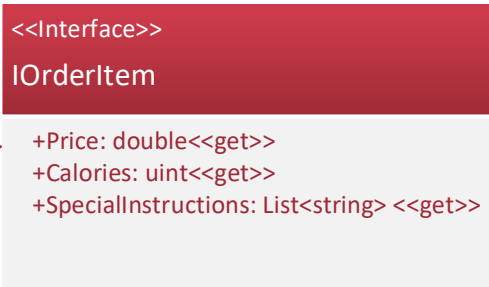 <<Interface>>
IOrderItem
+Price: double<<get>>
+Calories: uint<<get>>
+SpecialInstructions: List<string> <<get>>